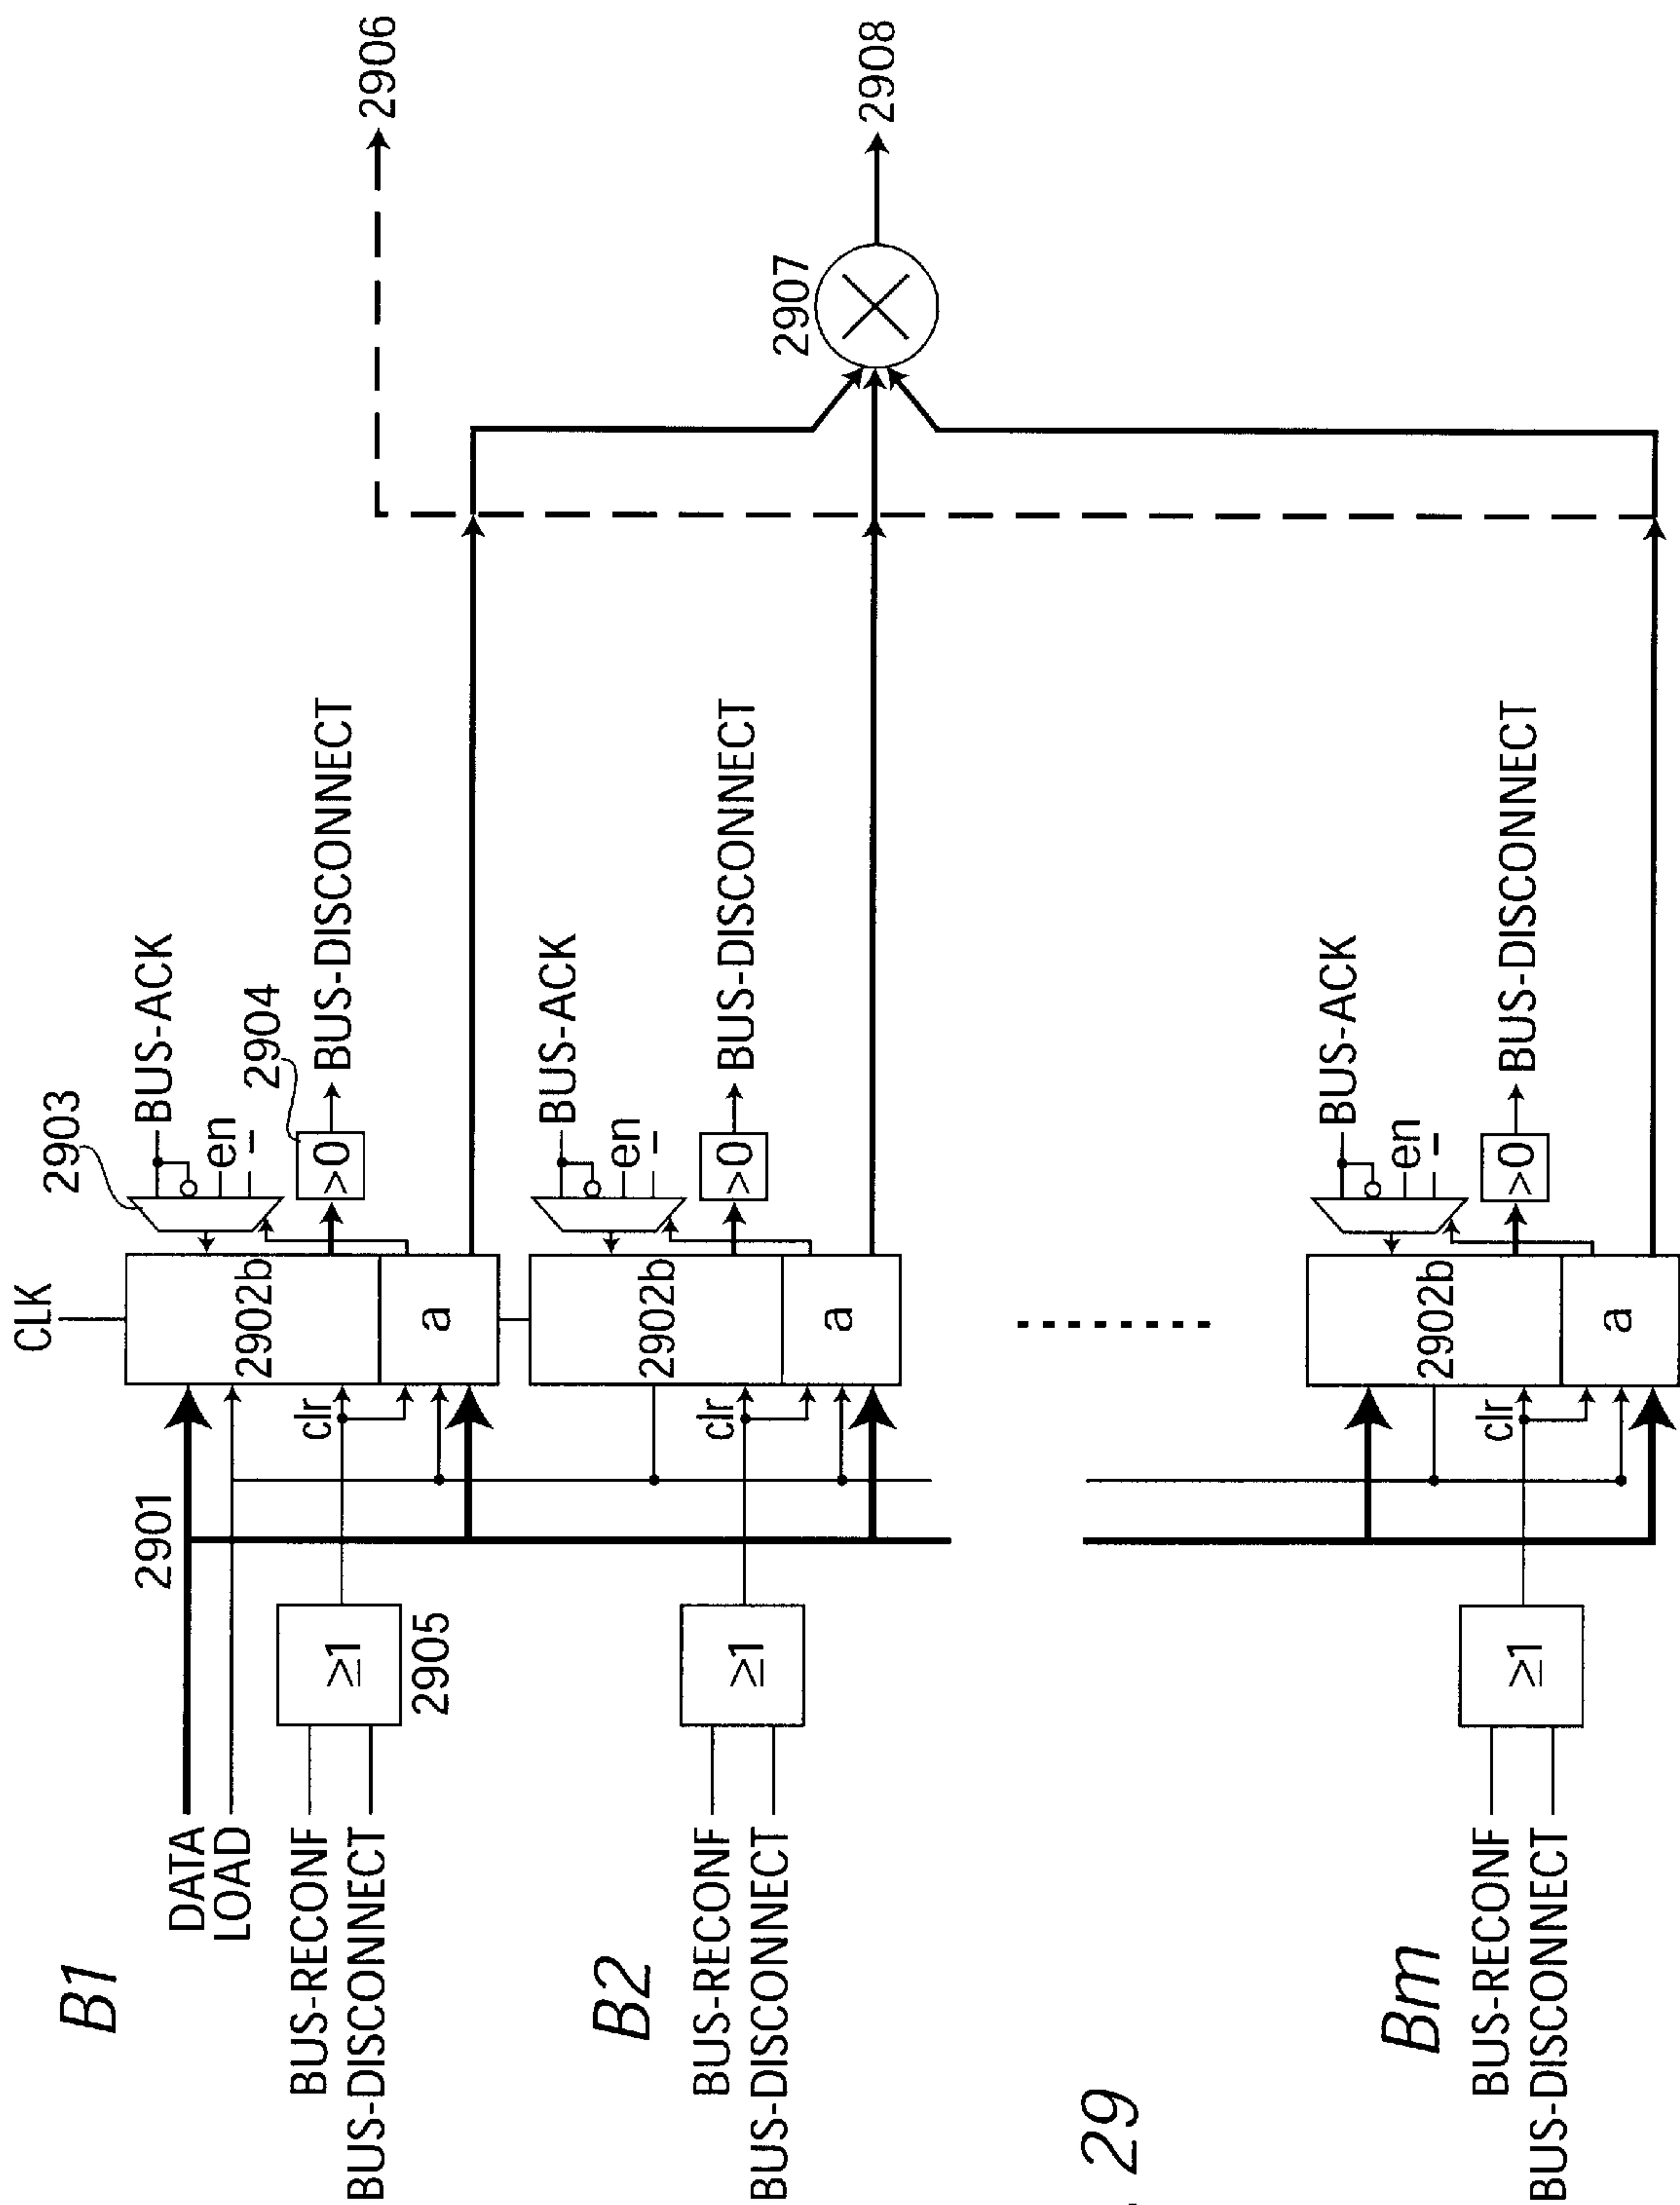 B1
DATA
LOAD
2901
CLK
2903
BUS-ACK
BUS-RECONF
BUS-DISCONNECT
≥1
2905
clr
2902b
a
en
–
2904
>0
BUS-DISCONNECT
2906
B2
BUS-RECONF
BUS-DISCONNECT
≥1
clr
2902b
a
BUS-ACK
en
–
>0
BUS-DISCONNECT
2907
2908
Bm
BUS-RECONF
BUS-DISCONNECT
≥1
clr
2902b
a
BUS-ACK
en
–
>0
BUS-DISCONNECT
. 29